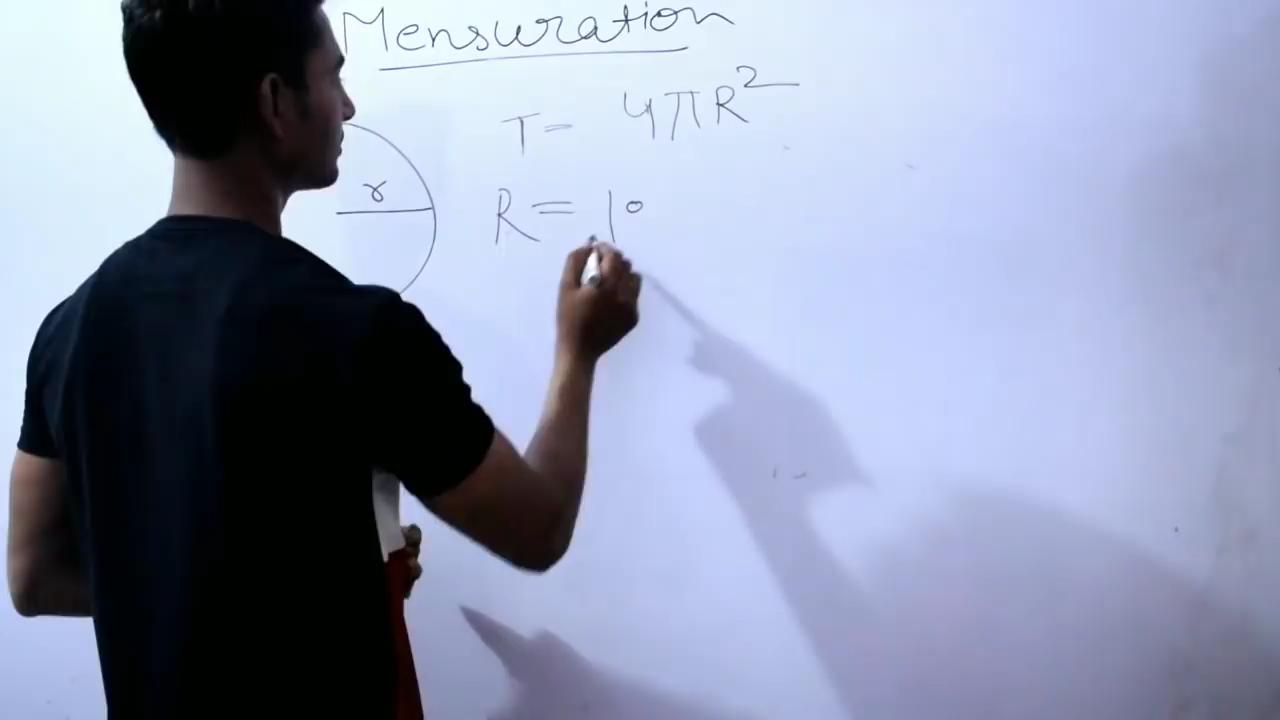 Mensuration
T = 4πR²
r
R = 10